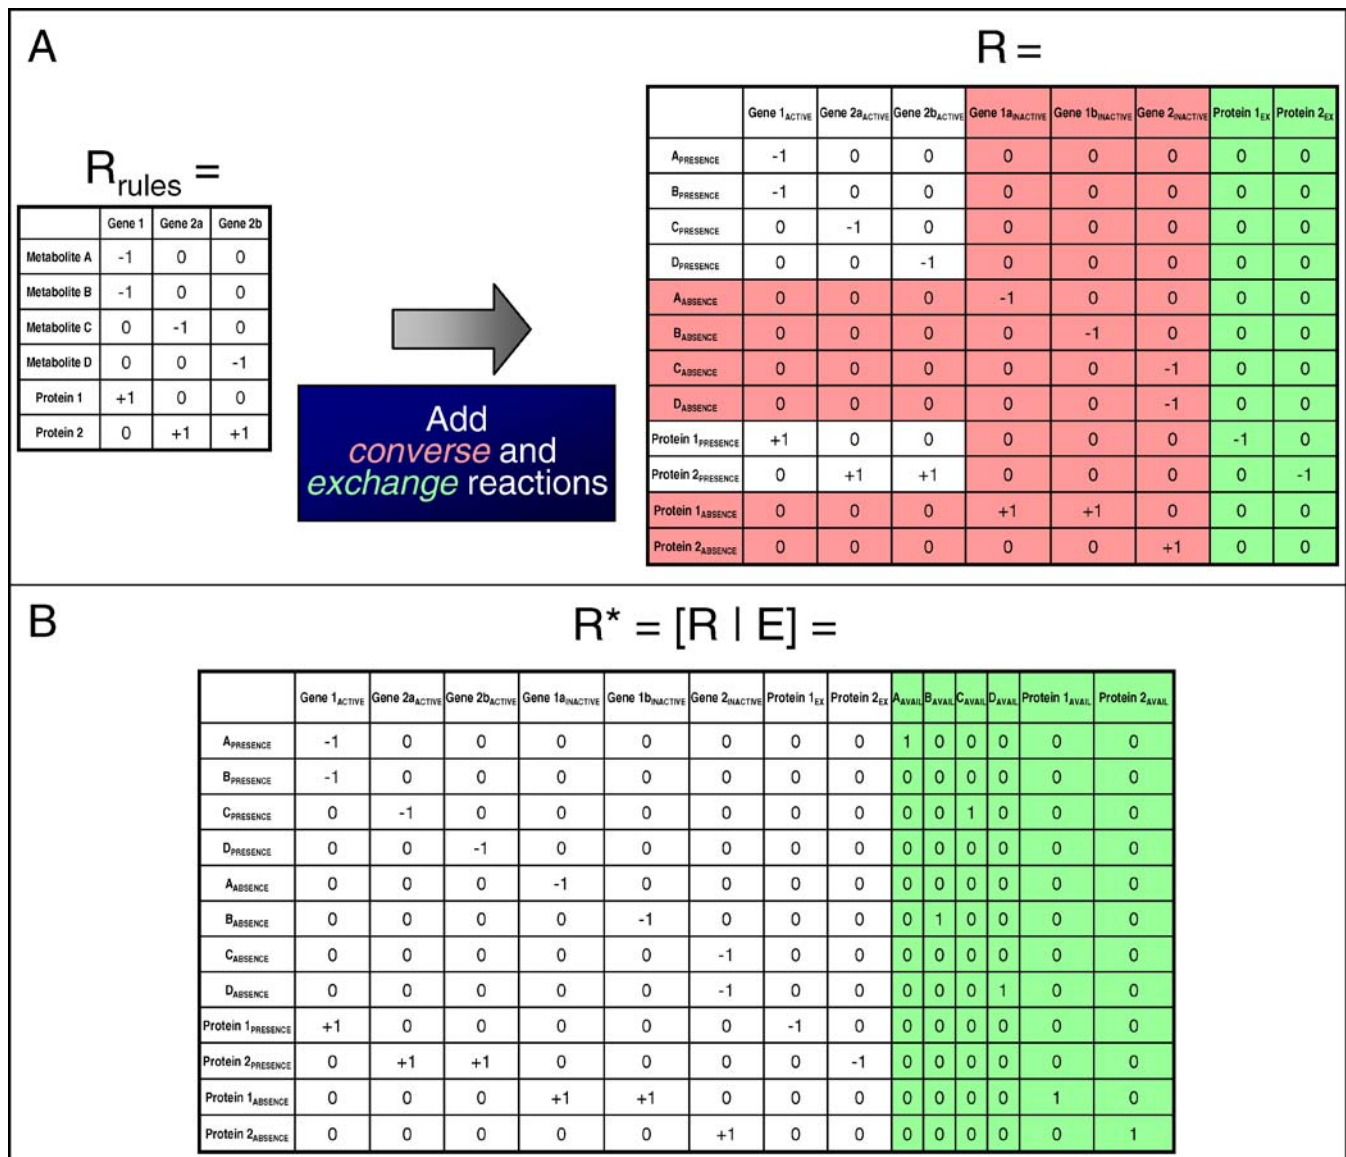 A
R =
R_rules =
Gene 1 Gene 2a Gene 2b
Metabolite A -1 0 0
Metabolite B -1 0 0
Metabolite C 0 -1 0
Metabolite D 0 0 -1
Protein 1 +1 0 0
Protein 2 0 +1 +1
Add
converse and
exchange reactions
Gene 1ACTIVE Gene 2aACTIVE Gene 2bACTIVE Gene 1aINACTIVE Gene 1bINACTIVE Gene 2INACTIVE Protein 1EX Protein 2EX
APRESENCE -1 0 0 0 0 0 0 0
BPRESENCE -1 0 0 0 0 0 0 0
CPRESENCE 0 -1 0 0 0 0 0 0
DPRESENCE 0 0 -1 0 0 0 0 0
AABSENCE 0 0 0 -1 0 0 0 0
BABSENCE 0 0 0 0 -1 0 0 0
CABSENCE 0 0 0 0 0 -1 0 0
DABSENCE 0 0 0 0 0 -1 0 0
Protein 1PRESENCE +1 0 0 0 0 0 -1 0
Protein 2PRESENCE 0 +1 +1 0 0 0 0 -1
Protein 1ABSENCE 0 0 0 +1 +1 0 0 0
Protein 2ABSENCE 0 0 0 0 0 +1 0 0
B
R* = [R | E] =
Gene 1ACTIVE Gene 2aACTIVE Gene 2bACTIVE Gene 1aINACTIVE Gene 1bINACTIVE Gene 2INACTIVE Protein 1EX Protein 2EX AAVAIL BAVAIL CAVAIL DAVAIL Protein 1AVAIL Protein 2AVAIL
APRESENCE -1 0 0 0 0 0 0 0 1 0 0 0 0 0
BPRESENCE -1 0 0 0 0 0 0 0 0 0 0 0 0 0
CPRESENCE 0 -1 0 0 0 0 0 0 0 0 1 0 0 0
DPRESENCE 0 0 -1 0 0 0 0 0 0 0 0 0 0 0
AABSENCE 0 0 0 -1 0 0 0 0 0 0 0 0 0 0
BABSENCE 0 0 0 0 -1 0 0 0 0 1 0 0 0 0
CABSENCE 0 0 0 0 0 -1 0 0 0 0 0 0 0 0
DABSENCE 0 0 0 0 0 -1 0 0 0 0 0 1 0 0
Protein 1PRESENCE +1 0 0 0 0 0 -1 0 0 0 0 0 0 0
Protein 2PRESENCE 0 +1 +1 0 0 0 0 -1 0 0 0 0 0 0
Protein 1ABSENCE 0 0 0 +1 +1 0 0 0 0 0 0 0 1 0
Protein 2ABSENCE 0 0 0 0 0 +1 0 0 0 0 0 0 0 1